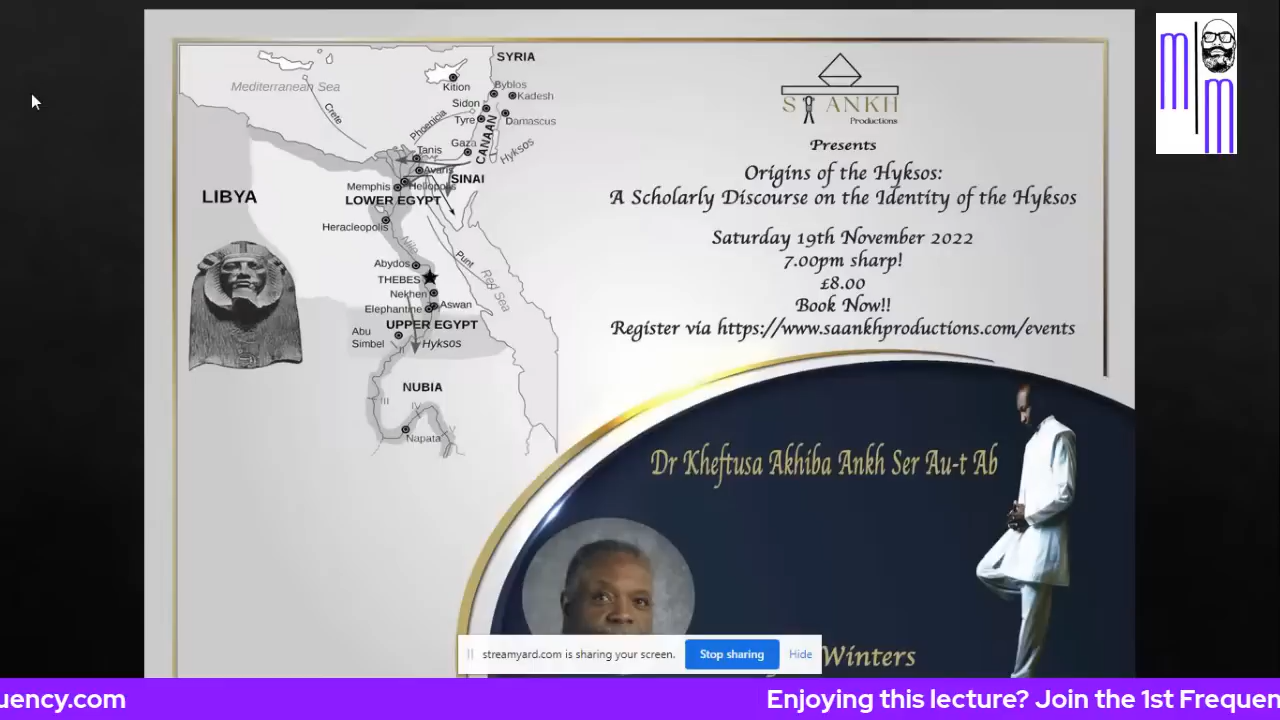 SYRIA
Mediterranean Sea
Kition
Byblos
Kadesh
Sidon
Crete
Phoenicia
Tyre
Damascus
CANAAN
Gaza
Hyksos
Tanis
Avaris
SINAI
Memphis
Heliopolis
LIBYA
LOWER EGYPT
Heracleopolis
Nile
Punt
Red Sea
Abydos
THEBES
Nekhen
Aswan
Elephantine
UPPER EGYPT
Abu
Simbel
II
Hyksos
NUBIA
III
IV
V
Napata
ANKH
Productions
Presents
Origins of the Hyksos:
A Scholarly Discourse on the Identity of the Hyksos
Saturday 19th November 2022
7.00pm sharp!
£8.00
Book Now!!
Register via https://www.saankhproductions.com/events
Dr Kheftusa Akhiba Ankh Ser Au-t Ab
Winters
streamyard.com is sharing your screen.
Stop sharing
Hide
uency.com
Enjoying this lecture? Join the 1st Frequen